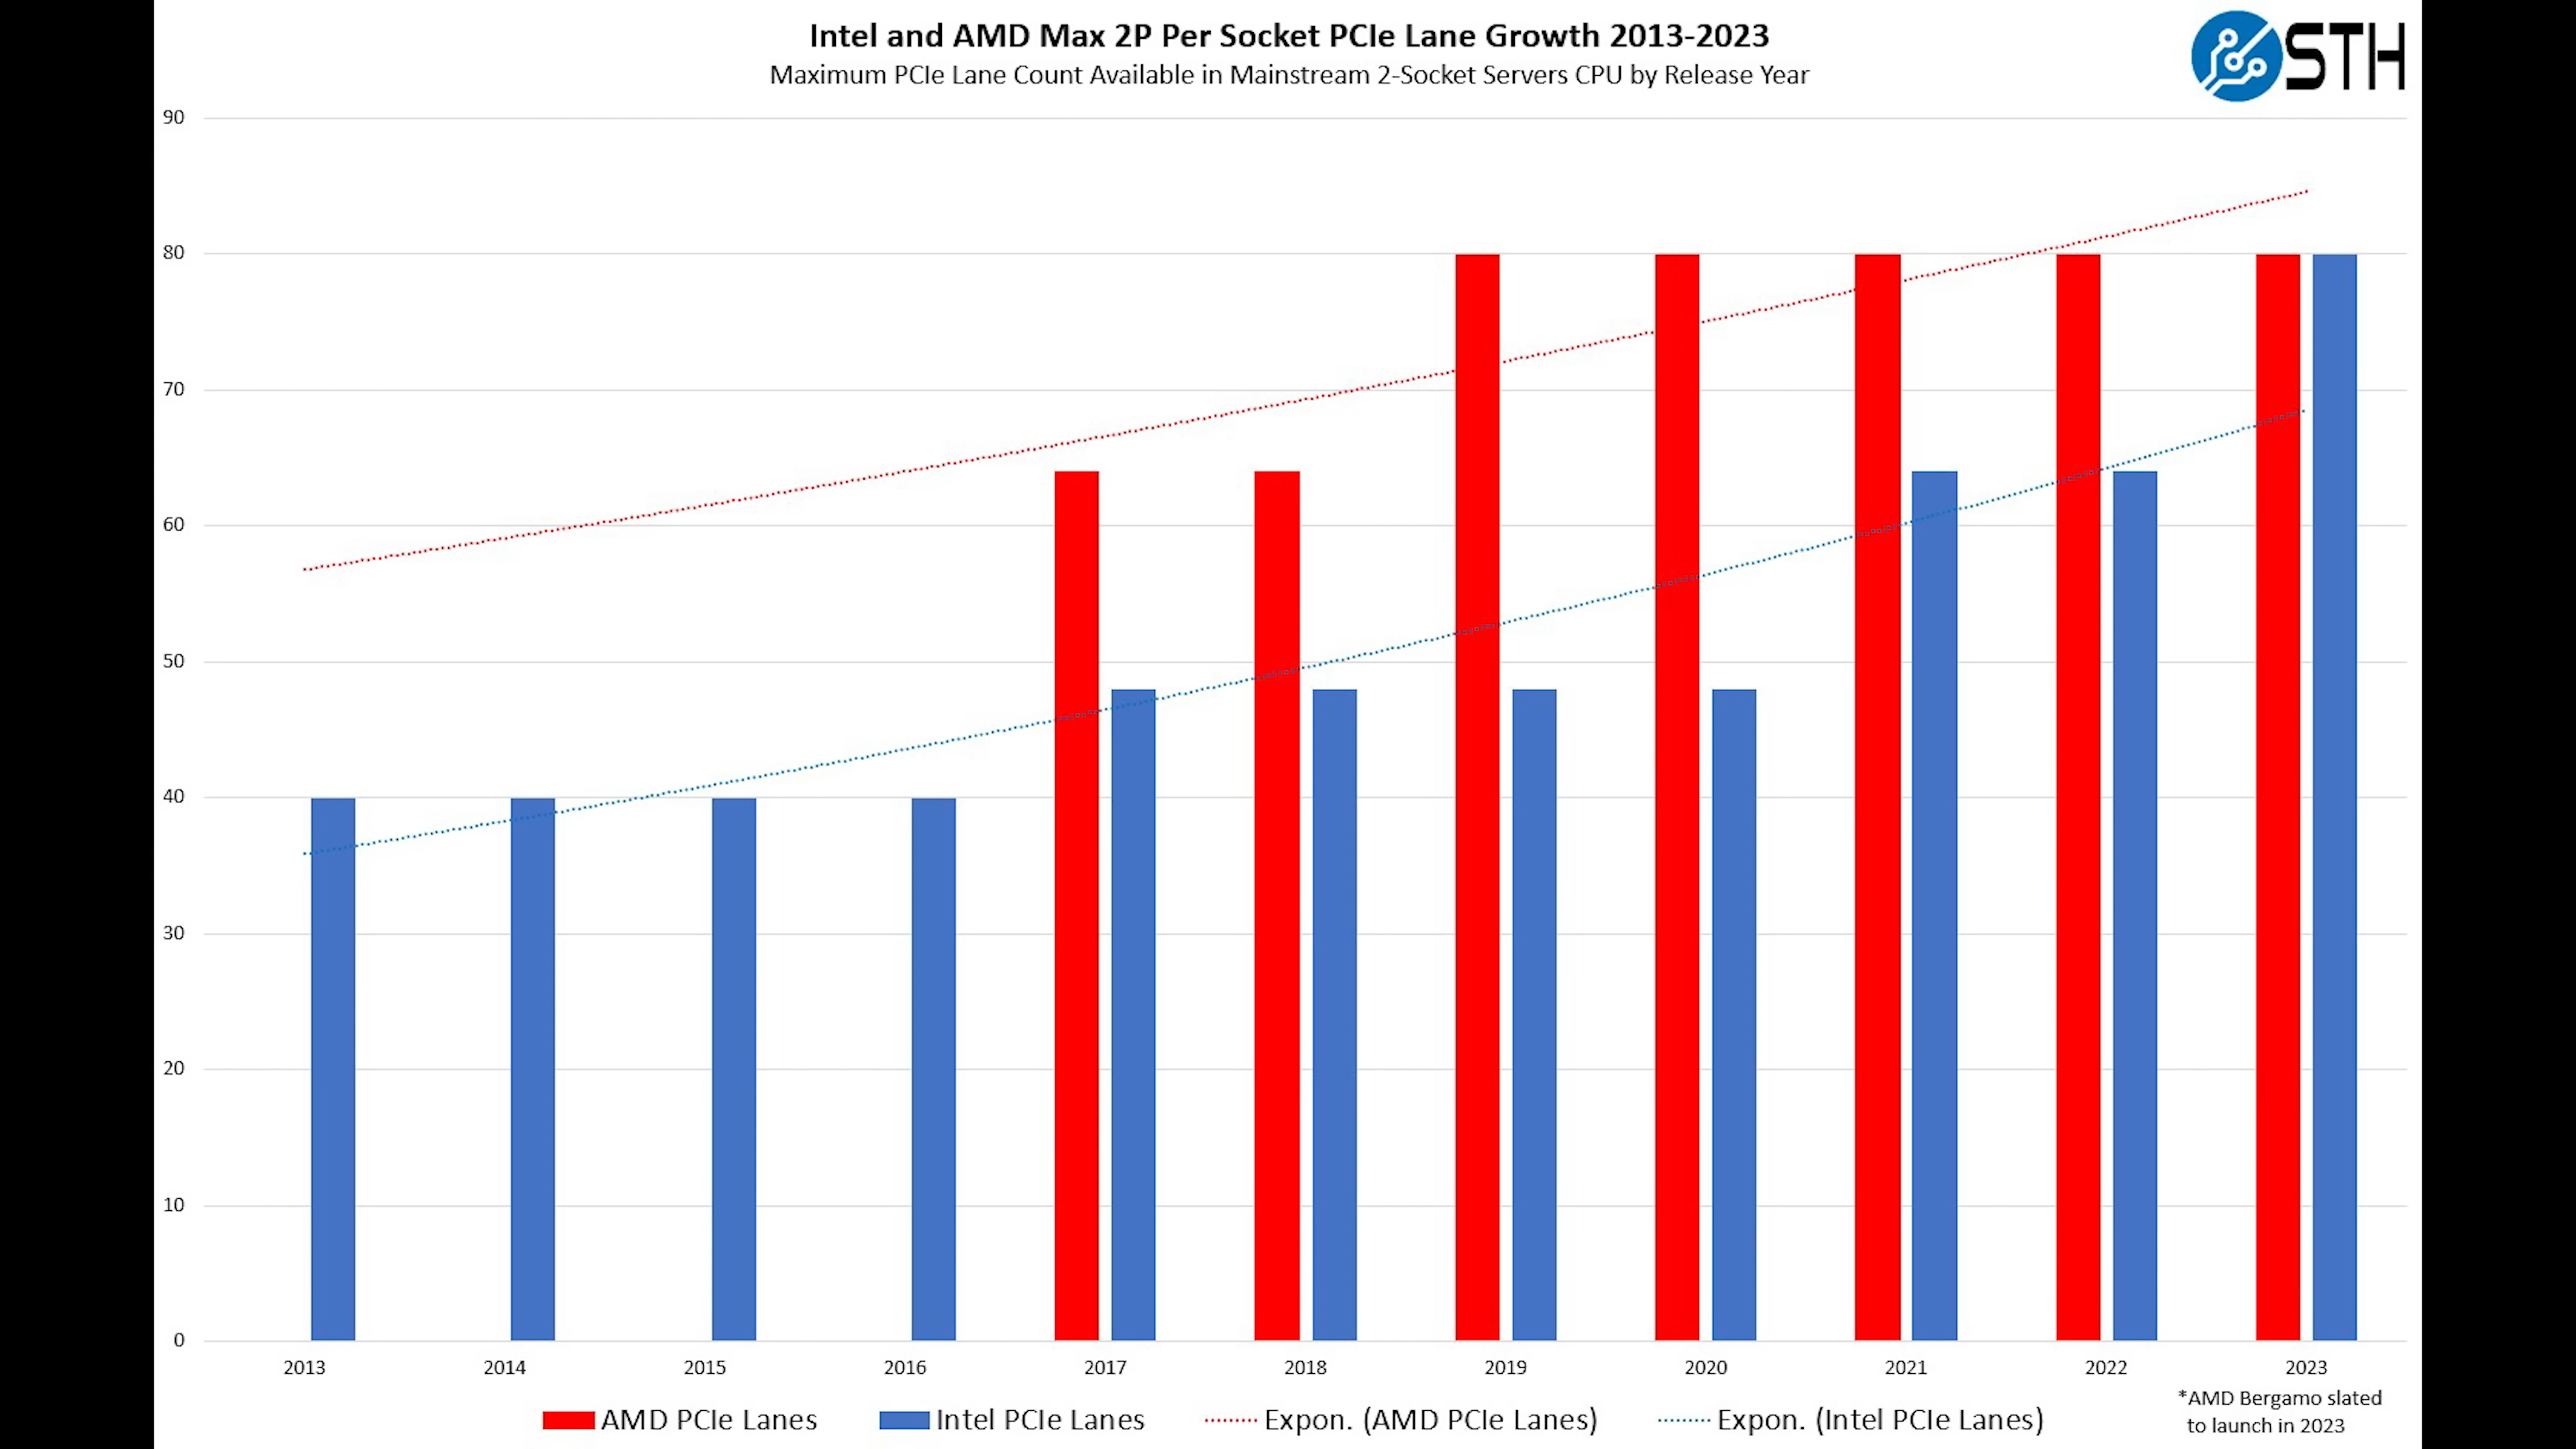 Intel and AMD Max 2P Per Socket PCIe Lane Growth 2013-2023
Maximum PCIe Lane Count Available in Mainstream 2-Socket Servers CPU by Release Year
STH
90
80
70
60
50
40
30
20
10
0
2013 2014 2015 2016 2017 2018 2019 2020 2021 2022 2023
AMD PCIe Lanes Intel PCIe Lanes Expon. (AMD PCIe Lanes) Expon. (Intel PCIe Lanes)
*AMD Bergamo slated
to launch in 2023